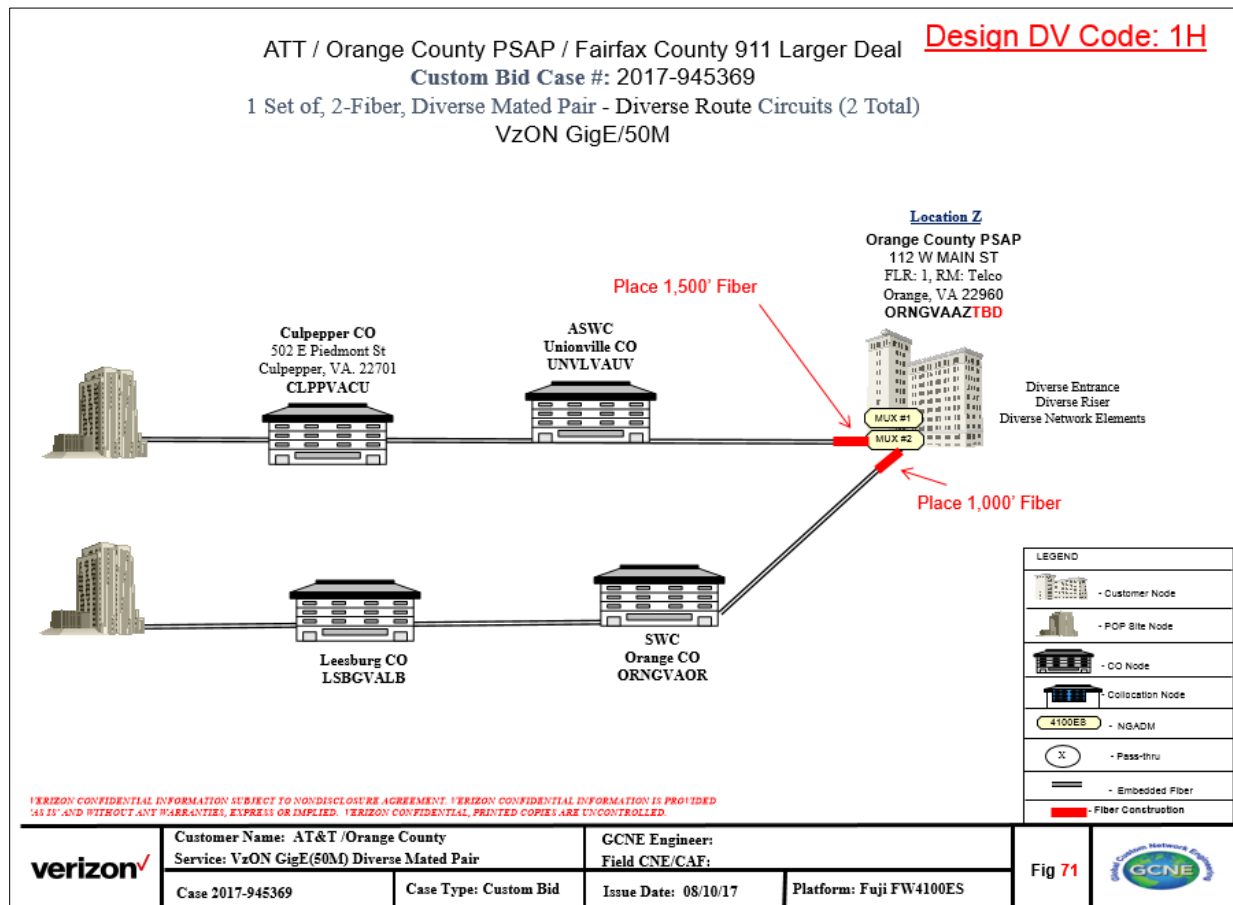 Design DV Code: 1H
ATT / Orange County PSAP / Fairfax County 911 Larger Deal
Custom Bid Case #: 2017-945369
1 Set of, 2-Fiber, Diverse Mated Pair - Diverse Route Circuits (2 Total)
VzON GigE/50M
Location Z
Orange County PSAP
112 W MAIN ST
FLR: 1, RM: Telco
Orange, VA 22960
ORNGVAAZTBD
Place 1,500' Fiber
Culpepper CO
502 E Piedmont St
Culpepper, VA. 22701
CLPPVACU
ASWC
Unionville CO
UNVLVAUV
Diverse Entrance
Diverse Riser
Diverse Network Elements
MUX #1
MUX #2
Place 1,000' Fiber
Leesburg CO
LSBGVALB
SWC
Orange CO
ORNGVAOR
LEGEND
- Customer Node
- POP Site Node
- CO Node
- Collocation Node
4100ES - NGADM
X - Pass-thru
- Embedded Fiber
- Fiber Construction
VERIZON CONFIDENTIAL INFORMATION SUBJECT TO NONDISCLOSURE AGREEMENT. VERIZON CONFIDENTIAL INFORMATION IS PROVIDED
'AS IS' AND WITHOUT ANY WARRANTIES, EXPRESS OR IMPLIED. VERIZON CONFIDENTIAL, PRINTED COPIES ARE UNCONTROLLED.
verizon
Customer Name: AT&T /Orange County
Service: VzON GigE(50M) Diverse Mated Pair
GCNE Engineer:
Field CNE/CAF:
Case 2017-945369
Case Type: Custom Bid
Issue Date: 08/10/17
Platform: Fuji FW4100ES
Fig 71
Global Custom Network Engineering
GCNE